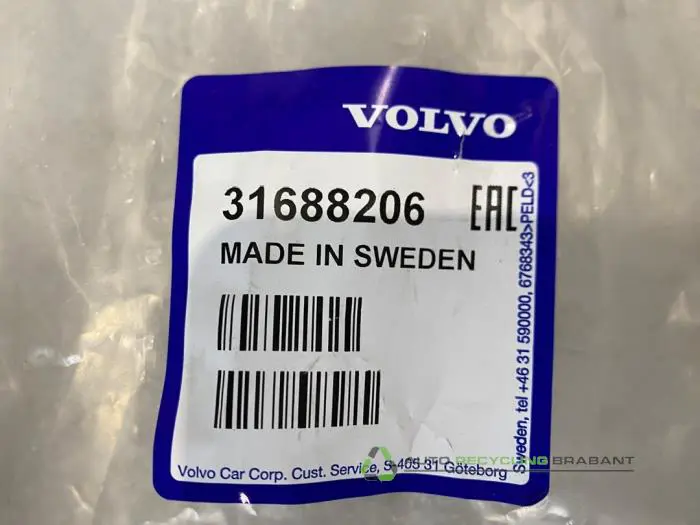 VOLVO
31688206 EAC
MADE IN SWEDEN
Volvo Car Corp. Cust. Service, S-405 31 Göteborg
Sweden, tel +46 31 590000, 6768343>PELD<3
AUTO RECYCLING BRABANT